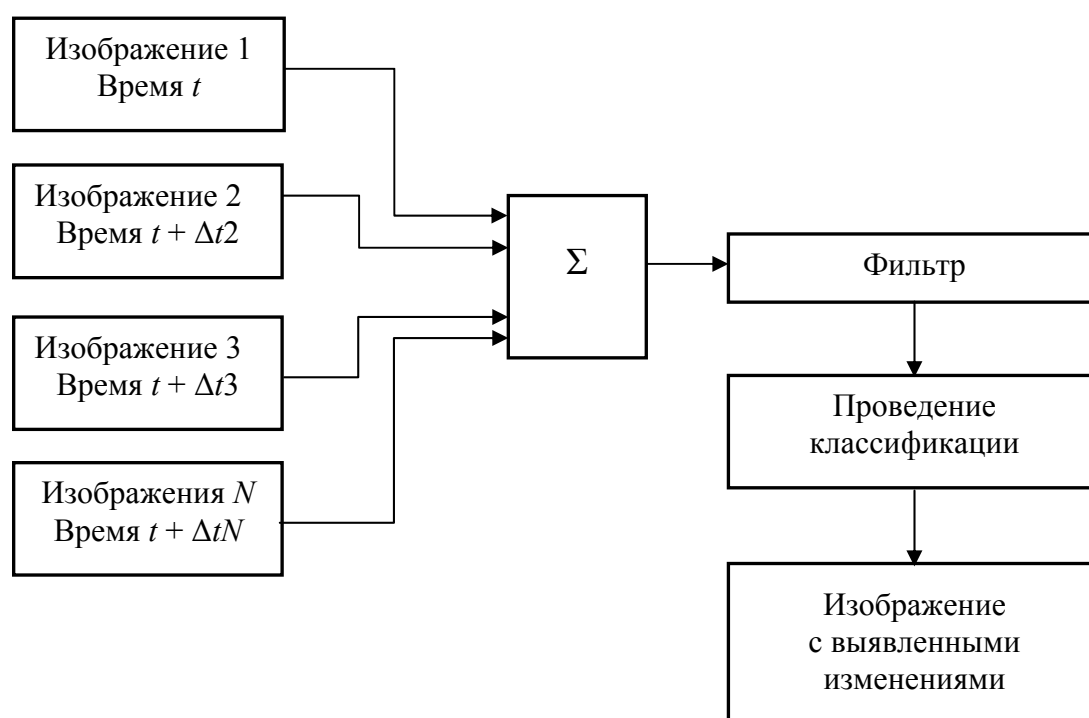 Изображение 1
Время t
Изображение 2
Время t + Δt2
Изображение 3
Время t + Δt3
Изображения N
Время t + ΔtN
Σ
Фильтр
Проведение
классификации
Изображение
с выявленными
изменениями